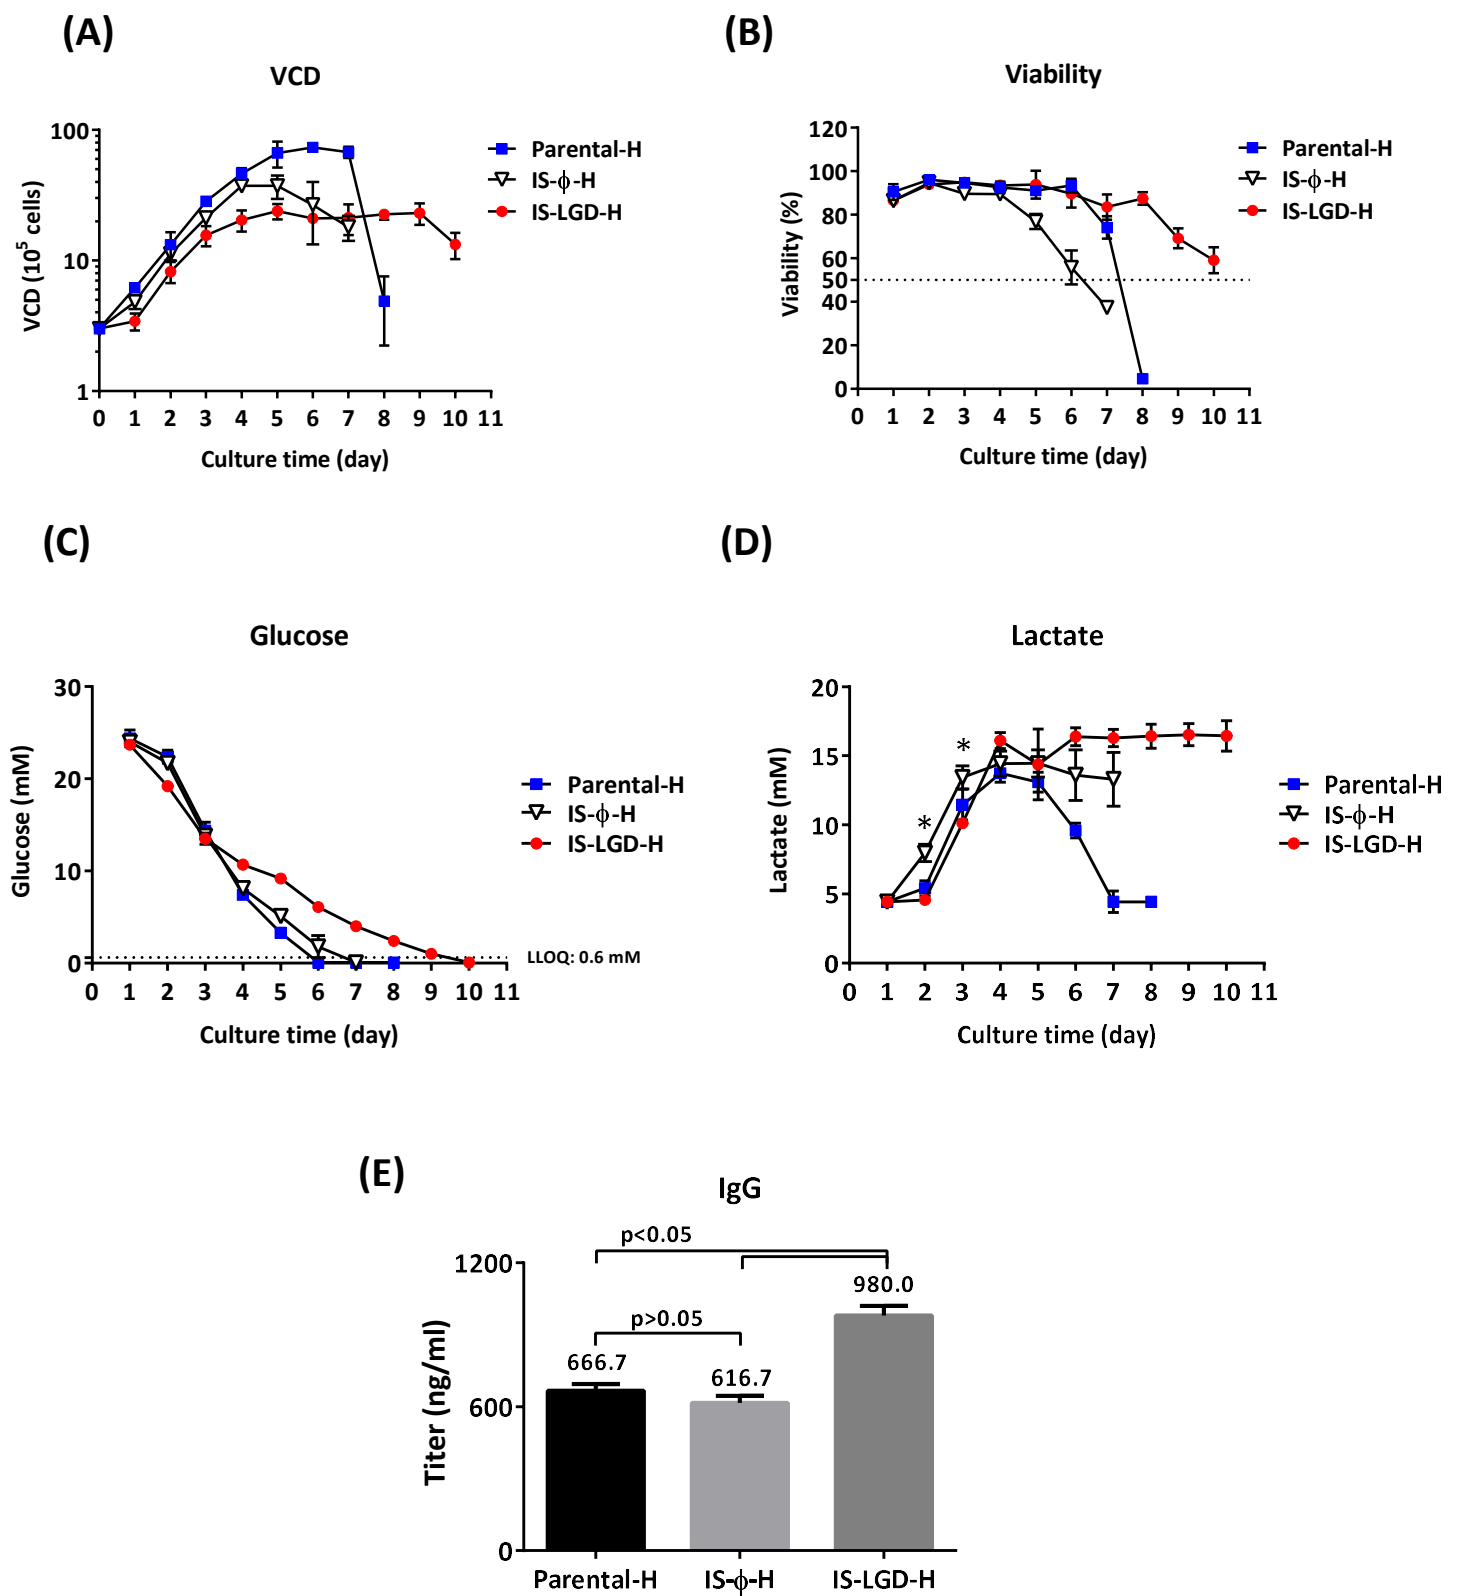 (A)
VCD
VCD (10⁵ cells)
100
10
1
0 1 2 3 4 5 6 7 8 9 10 11
Culture time (day)
Parental-H
IS-ϕ-H
IS-LGD-H
(B)
Viability
Viability (%)
120
100
80
60
50
40
20
0
0 1 2 3 4 5 6 7 8 9 10 11
Culture time (day)
Parental-H
IS-ϕ-H
IS-LGD-H
(C)
Glucose
Glucose (mM)
30
20
10
0
0 1 2 3 4 5 6 7 8 9 10 11
Culture time (day)
Parental-H
IS-ϕ-H
IS-LGD-H
LLOQ: 0.6 mM
(D)
Lactate
Lactate (mM)
20
15
10
5
0
0 1 2 3 4 5 6 7 8 9 10 11
Culture time (day)
*
*
Parental-H
IS-ϕ-H
IS-LGD-H
(E)
IgG
Titer (ng/ml)
1200
600
0
p<0.05
p>0.05
666.7
616.7
980.0
Parental-H IS-ϕ-H IS-LGD-H